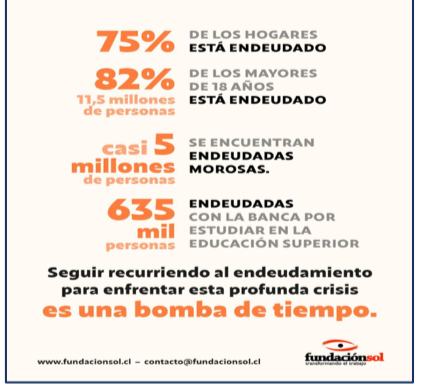 75% DE LOS HOGARES
ESTÁ ENDEUDADO
82% DE LOS MAYORES
DE 18 AÑOS
11,5 millones
de personas
ESTÁ ENDEUDADO
casi 5
millones
de personas
SE ENCUENTRAN
ENDEUDADAS
MOROSAS.
635
mil
personas
ENDEUDADAS
CON LA BANCA POR
ESTUDIAR EN LA
EDUCACIÓN SUPERIOR
Seguir recurriendo al endeudamiento
para enfrentar esta profunda crisis
es una bomba de tiempo.
www.fundacionsol.cl – contacto@fundacionsol.cl
fundaciónsol
transformando el trabajo